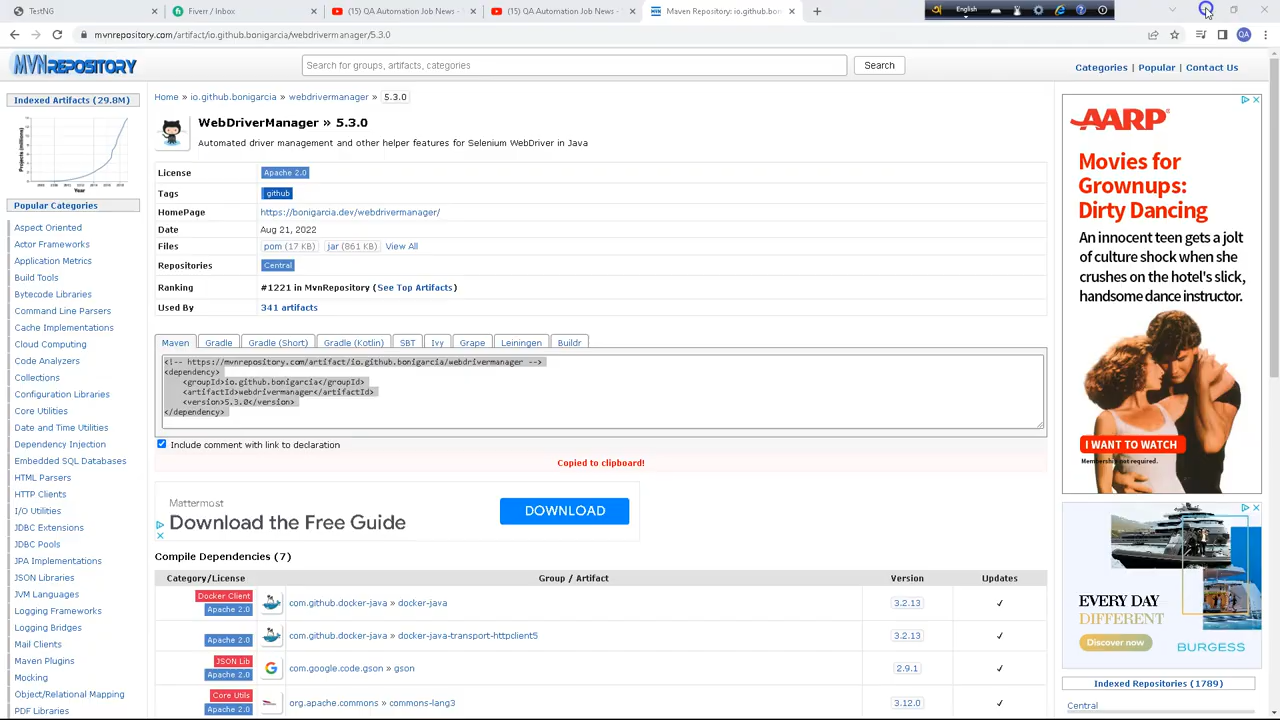 TestNG
Fiverr / Inbox
(15) QA Automation Job News -
(15) QA Automation Job News -
Maven Repository: io.github.bon
English
mvnrepository.com/artifact/io.github.bonigarcia/webdrivermanager/5.3.0
QA
MVNREPOSITORY
Search for groups, artifacts, categories
Search
Categories | Popular | Contact Us
Indexed Artifacts (29.8M)
Projects (millions)
Year
Popular Categories
Aspect Oriented
Actor Frameworks
Application Metrics
Build Tools
Bytecode Libraries
Command Line Parsers
Cache Implementations
Cloud Computing
Code Analyzers
Collections
Configuration Libraries
Core Utilities
Date and Time Utilities
Dependency Injection
Embedded SQL Databases
HTML Parsers
HTTP Clients
I/O Utilities
JDBC Extensions
JDBC Pools
JPA Implementations
JSON Libraries
JVM Languages
Logging Frameworks
Logging Bridges
Mail Clients
Maven Plugins
Mocking
Object/Relational Mapping
PDF Libraries
Home » io.github.bonigarcia » webdrivermanager » 5.3.0
WebDriverManager » 5.3.0
Automated driver management and other helper features for Selenium WebDriver in Java
License Apache 2.0
Tags github
HomePage https://bonigarcia.dev/webdrivermanager/
Date Aug 21, 2022
Files pom (17 KB) jar (861 KB) View All
Repositories Central
Ranking #1221 in MvnRepository (See Top Artifacts)
Used By 341 artifacts
Maven Gradle Gradle (Short) Gradle (Kotlin) SBT Ivy Grape Leiningen Buildr
<!-- https://mvnrepository.com/artifact/io.github.bonigarcia/webdrivermanager -->
<dependency>
<groupId>io.github.bonigarcia</groupId>
<artifactId>webdrivermanager</artifactId>
<version>5.3.0</version>
</dependency>
Include comment with link to declaration
Copied to clipboard!
Mattermost
Download the Free Guide
DOWNLOAD
Compile Dependencies (7)
Category/License Group / Artifact Version Updates
Docker Client
Apache 2.0
com.github.docker-java » docker-java 3.2.13 ✓
Apache 2.0
com.github.docker-java » docker-java-transport-httpclient5 3.2.13 ✓
JSON Lib
Apache 2.0
com.google.code.gson » gson 2.9.1 ✓
Core Utils
Apache 2.0
org.apache.commons » commons-lang3 3.12.0 ✓
AARP
Movies for
Grownups:
Dirty Dancing
An innocent teen gets a jolt
of culture shock when she
crushes on the hotel's slick,
handsome dance instructor.
I WANT TO WATCH
Membership not required.
EVERY DAY
DIFFERENT
Discover now
BURGESS
Indexed Repositories (1789)
Central